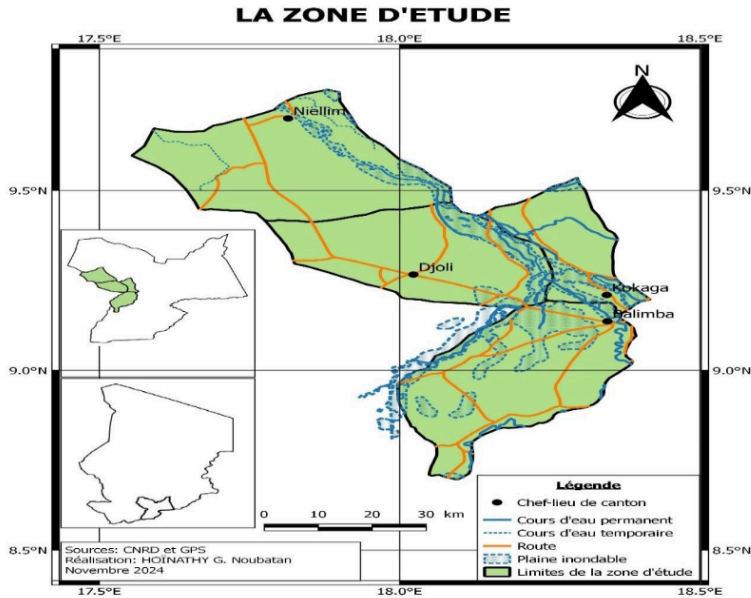 LA ZONE D'ETUDE
17.5°E 18.0°E 18.5°E
N
Niellim
9.5°N 9.5°N
Djoli
Kokaga
Balimba
9.0°N 9.0°N
Légende
Chef-lieu de canton
Cours d'eau permanent
Cours d'eau temporaire
Route
Plaine inondable
Limites de la zone d'étude
0 10 20 30 km
8.5°N 8.5°N
Sources: CNRD et GPS
Réalisation: HOÏNATHY G. Noubatan
Novembre 2024
17.5°E 18.0°E 18.5°E